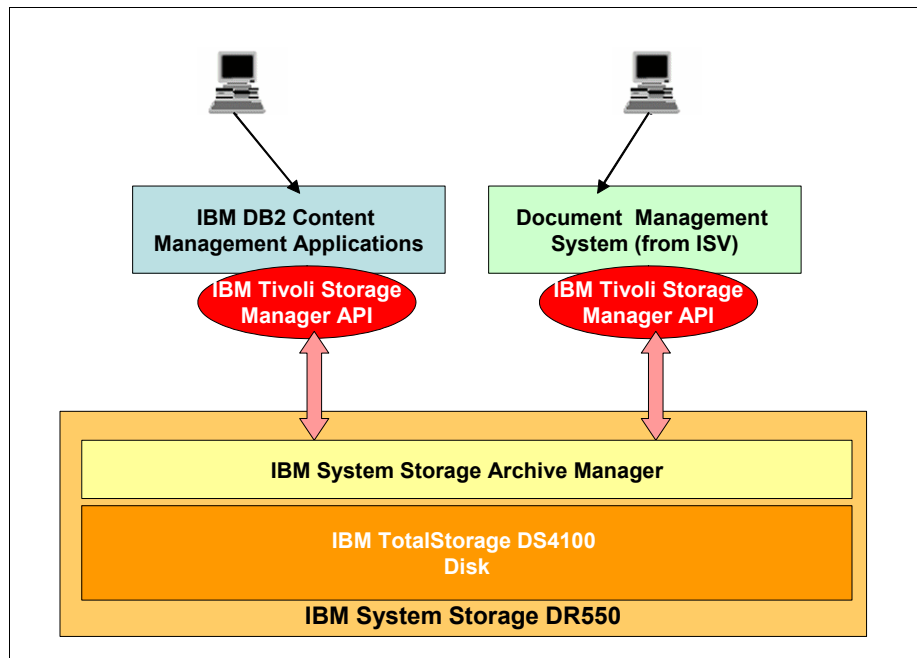 IBM DB2 Content
Management Applications
Document Management
System (from ISV)
IBM Tivoli Storage
Manager API
IBM Tivoli Storage
Manager API
IBM System Storage Archive Manager
IBM TotalStorage DS4100
Disk
IBM System Storage DR550